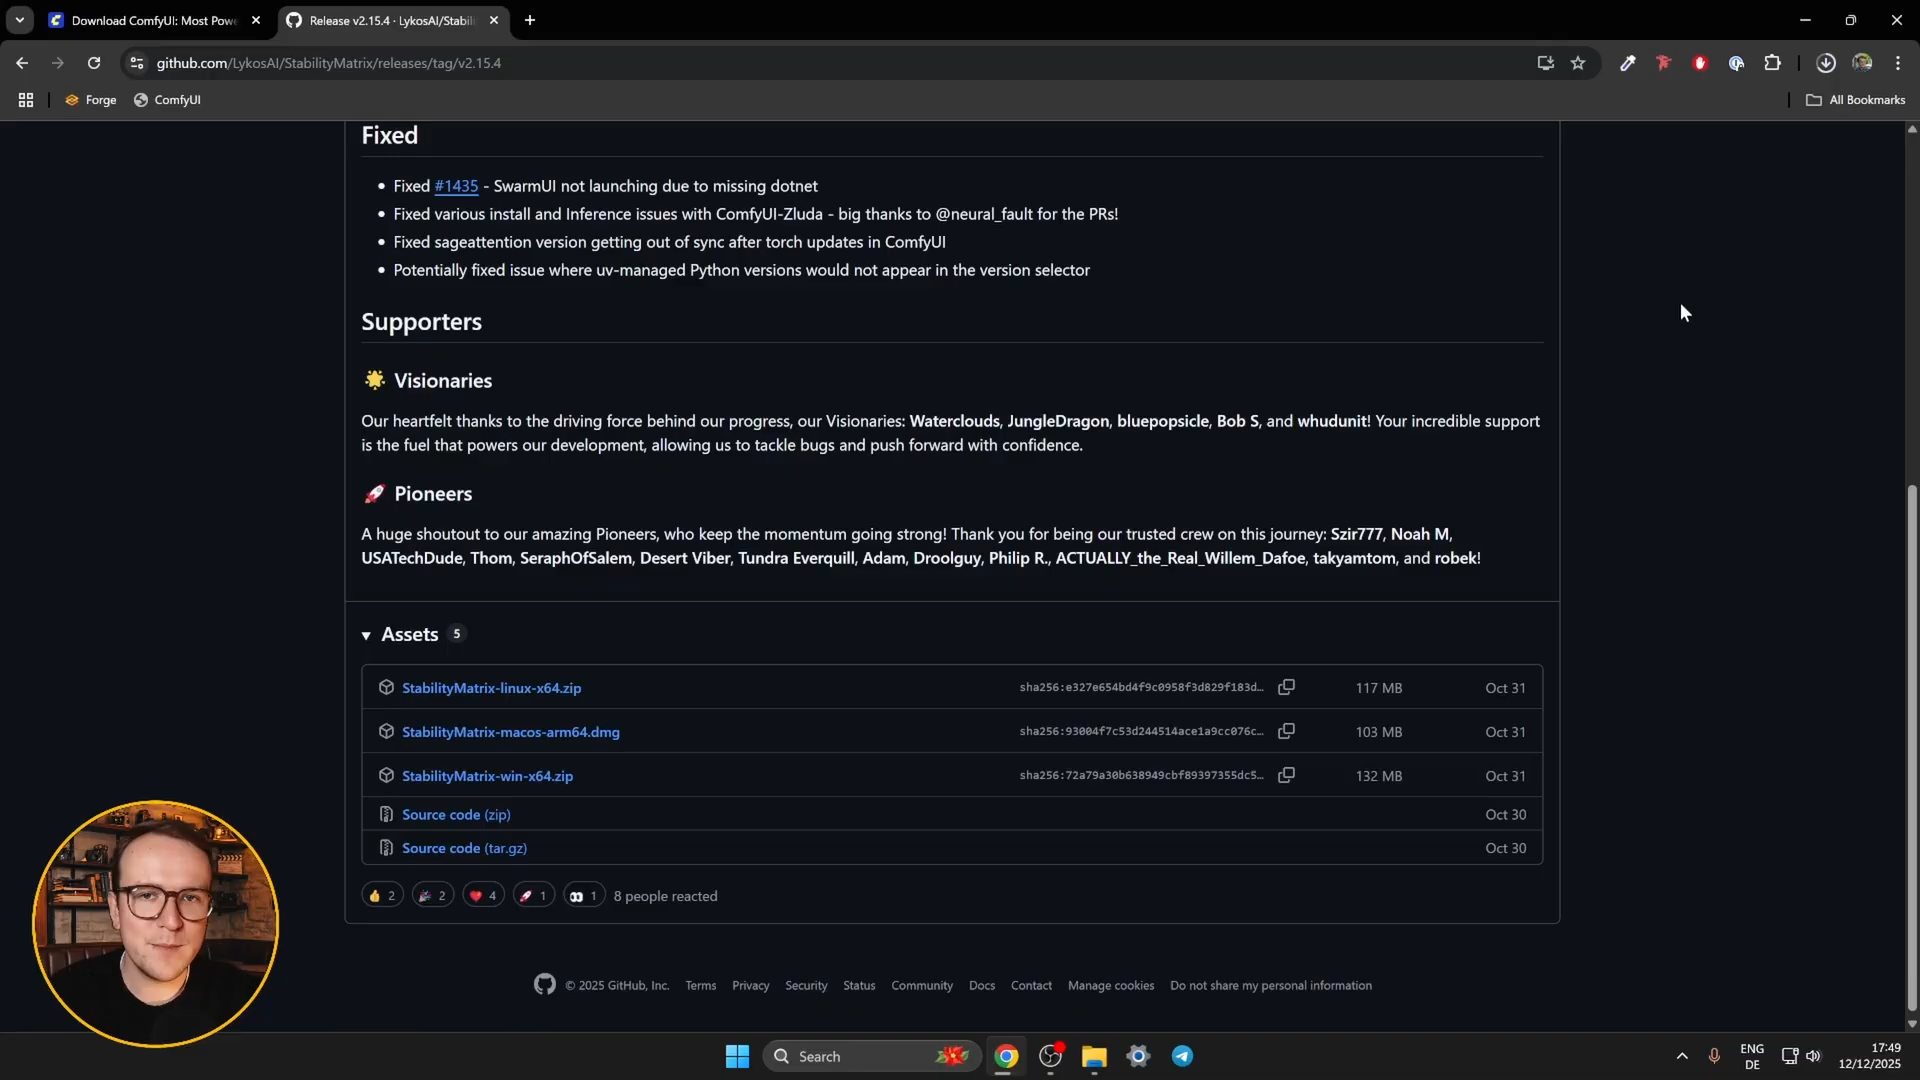 Download ComfyUI: Most Pow
Release v2.15.4 · LykosAI/Stabili
github.com/LykosAI/StabilityMatrix/releases/tag/v2.15.4
Forge
ComfyUI
All Bookmarks
Fixed
• Fixed #1435 - SwarmUI not launching due to missing dotnet
• Fixed various install and Inference issues with ComfyUI-Zluda - big thanks to @neural_fault for the PRs!
• Fixed sageattention version getting out of sync after torch updates in ComfyUI
• Potentially fixed issue where uv-managed Python versions would not appear in the version selector
Supporters
🌟 Visionaries
Our heartfelt thanks to the driving force behind our progress, our Visionaries: Waterclouds, JungleDragon, bluepopsicle, Bob S, and whudunit! Your incredible support
is the fuel that powers our development, allowing us to tackle bugs and push forward with confidence.
🚀 Pioneers
A huge shoutout to our amazing Pioneers, who keep the momentum going strong! Thank you for being our trusted crew on this journey: Szir777, Noah M,
USATechDude, Thom, SeraphOfSalem, Desert Viber, Tundra Everquill, Adam, Droolguy, Philip R., ACTUALLY_the_Real_Willem_Dafoe, takyamtom, and robek!
Assets 5
StabilityMatrix-linux-x64.zip sha256:e327e654bd4f9c0958f3d829f183d… 117 MB Oct 31
StabilityMatrix-macos-arm64.dmg sha256:93004f7c53d244514ace1a9cc076c… 103 MB Oct 31
StabilityMatrix-win-x64.zip sha256:72a79a30b638949cbf89397355dc5… 132 MB Oct 31
Source code (zip) Oct 30
Source code (tar.gz) Oct 30
👍 2 🎉 2 ❤️ 4 🚀 1 👀 1 8 people reacted
© 2025 GitHub, Inc. Terms Privacy Security Status Community Docs Contact Manage cookies Do not share my personal information
Search
ENG
DE
17:49
12/12/2025